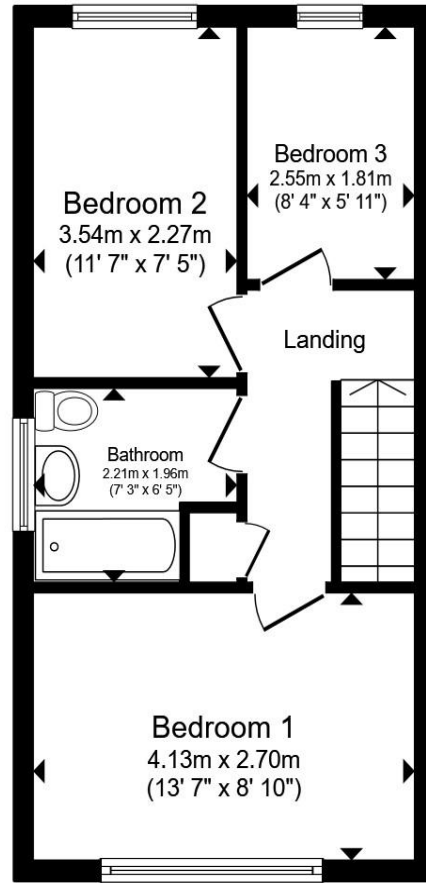 Bedroom 3
2.55m x 1.81m
(8' 4" x 5' 11")
Bedroom 2
3.54m x 2.27m
(11' 7" x 7' 5")
Landing
Bathroom
2.21m x 1.96m
(7' 3" x 6' 5")
Bedroom 1
4.13m x 2.70m
(13' 7" x 8' 10")